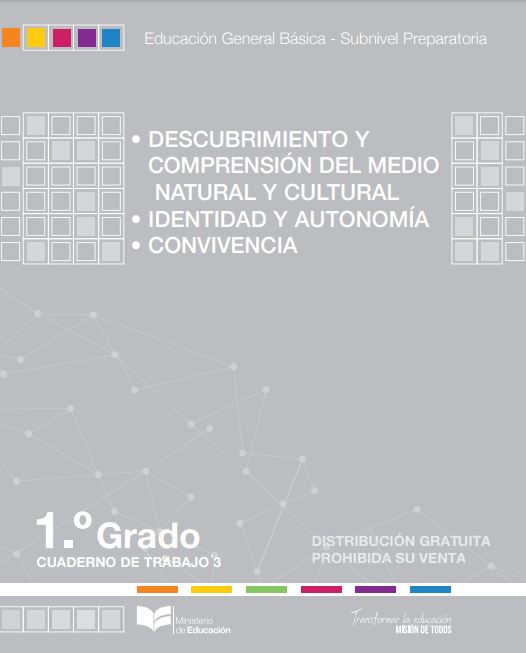 Educación General Básica - Subnivel Preparatoria
• DESCUBRIMIENTO Y
COMPRENSIÓN DEL MEDIO
NATURAL Y CULTURAL
• IDENTIDAD Y AUTONOMÍA
• CONVIVENCIA
1.º Grado
CUADERNO DE TRABAJO 3
DISTRIBUCIÓN GRATUITA
PROHIBIDA SU VENTA
Ministerio
de Educación
Transformar la educación
MISIÓN DE TODOS